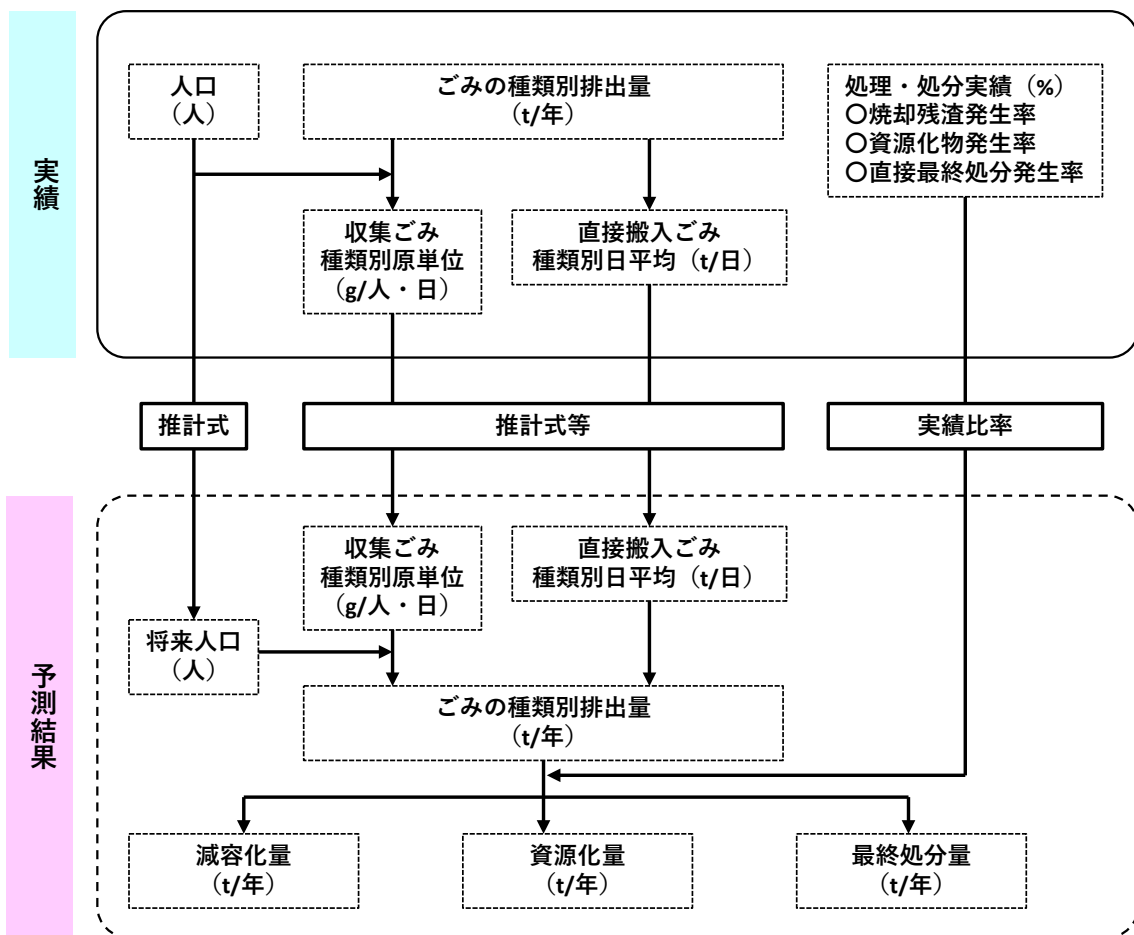 実績
人口
（人）
ごみの種類別排出量
（t/年）
処理・処分実績（%）
〇焼却残渣発生率
〇資源化物発生率
〇直接最終処分発生率
収集ごみ
種類別原単位
（g/人・日）
直接搬入ごみ
種類別日平均（t/日）
推計式
推計式等
実績比率
予測結果
収集ごみ
種類別原単位
（g/人・日）
直接搬入ごみ
種類別日平均（t/日）
将来人口
（人）
ごみの種類別排出量
（t/年）
減容化量
（t/年）
資源化量
（t/年）
最終処分量
（t/年）